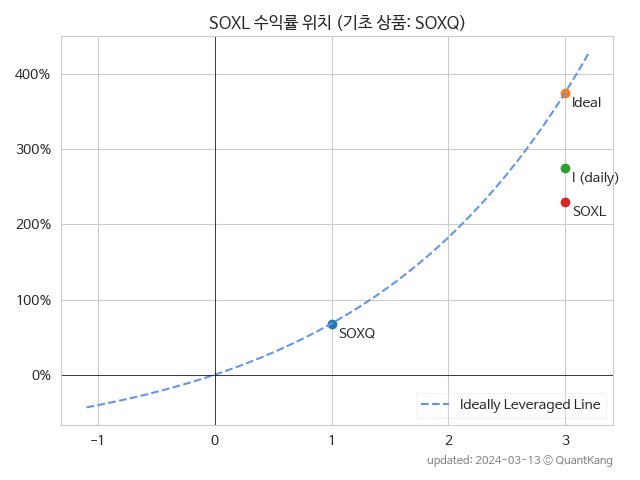 SOXL 수익률 위치 (기초 상품: SOXQ)
400%
300%
200%
100%
0%
Ideal
I (daily)
SOXL
SOXQ
Ideally Leveraged Line
−1
0
1
2
3
updated: 2024-03-13 © QuantKang